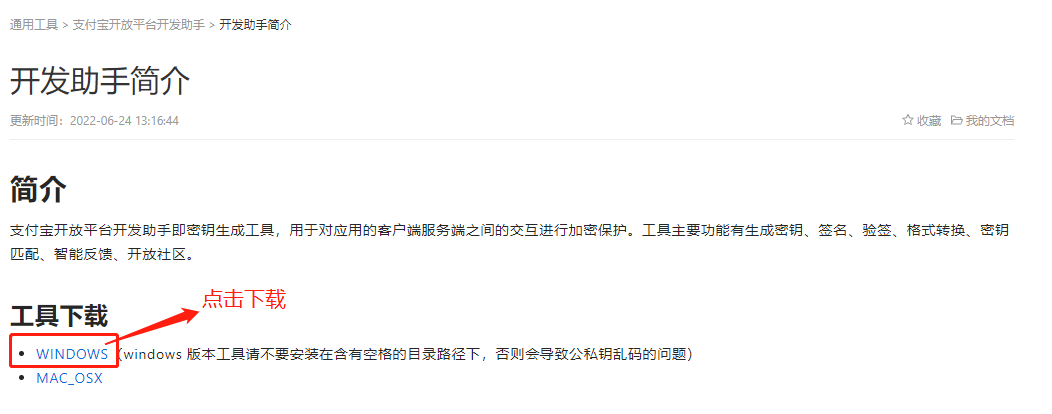 通用工具 > 支付宝开放平台开发助手 > 开发助手简介
开发助手简介
更新时间：2022-06-24 13:16:44
收藏 我的文档
简介
支付宝开放平台开发助手即密钥生成工具，用于对应用的客户端服务端之间的交互进行加密保护。工具主要功能有生成密钥、签名、验签、格式转换、密钥
匹配、智能反馈、开放社区。
点击下载
工具下载
WINDOWS（windows 版本工具请不要安装在含有空格的目录路径下，否则会导致公私钥乱码的问题）
MAC_OSX